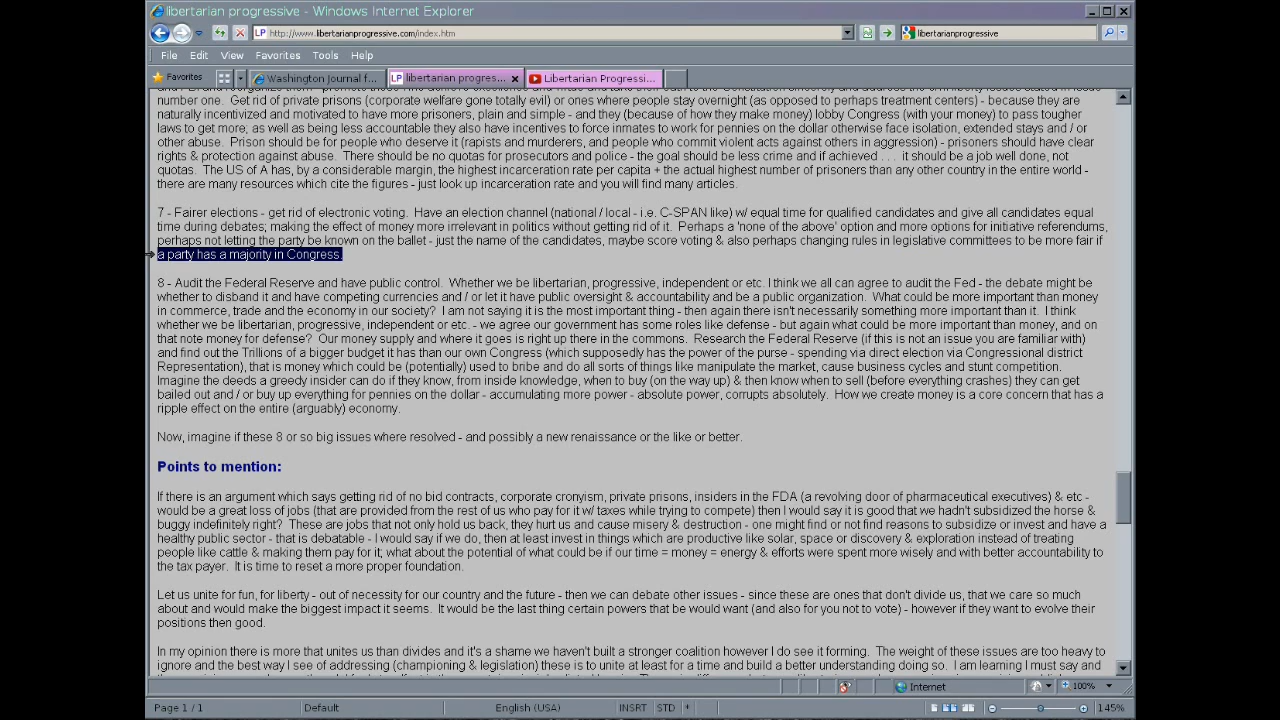 libertarian progressive - Windows Internet Explorer
http://www.libertarianprogressive.com/index.htm
libertarianprogressive
File Edit View Favorites Tools Help
Favorites
Washington Journal f...
libertarian progres...
Libertarian Progressi...
number one. Get rid of private prisons (corporate welfare gone totally evil) or ones where people stay overnight (as opposed to perhaps treatment centers) - because they are
naturally incentivized and motivated to have more prisoners, plain and simple - and they (because of how they make money) lobby Congress (with your money) to pass tougher
laws to get more, as well as being less accountable they also have incentives to force inmates to work for pennies on the dollar otherwise face isolation, extended stays and / or
other abuse. Prison should be for people who deserve it (rapists and murderers, and people who commit violent acts against others in aggression) - prisoners should have clear
rights & protection against abuse. There should be no quotas for prosecutors and police - the goal should be less crime and if achieved . . . it should be a job well done, not
quotas. The US of A has, by a considerable margin, the highest incarceration rate per capita + the actual highest number of prisoners than any other country in the entire world -
there are many resources which cite the figures - just look up incarceration rate and you will find many articles.
7 - Fairer elections - get rid of electronic voting. Have an election channel (national / local - i.e. C-SPAN like) w/ equal time for qualified candidates and give all candidates equal
time during debates; making the effect of money more irrelevant in politics without getting rid of it. Perhaps a 'none of the above' option and more options for initiative referendums,
perhaps not letting the party be known on the ballet - just the name of the candidates, maybe score voting & also perhaps changing rules in legislative committees to be more fair if
a party has a majority in Congress.
8 - Audit the Federal Reserve and have public control. Whether we be libertarian, progressive, independent or etc. I think we all can agree to audit the Fed - the debate might be
whether to disband it and have competing currencies and / or let it have public oversight & accountability and be a public organization. What could be more important than money
in commerce, trade and the economy in our society? I am not saying it is the most important thing - then again there isn't necessarily something more important than it. I think
whether we be libertarian, progressive, independent or etc. - we agree our government has some roles like defense - but again what could be more important than money, and on
that note money for defense? Our money supply and where it goes is right up there in the commons. Research the Federal Reserve (if this is not an issue you are familiar with)
and find out the Trillions of a bigger budget it has than our own Congress (which supposedly has the power of the purse - spending via direct election via Congressional district
Representation), that is money which could be (potentially) used to bribe and do all sorts of things like manipulate the market, cause business cycles and stunt competition.
Imagine the deeds a greedy insider can do if they know, from inside knowledge, when to buy (on the way up) & then know when to sell (before everything crashes) they can get
bailed out and / or buy up everything for pennies on the dollar - accumulating more power - absolute power, corrupts absolutely. How we create money is a core concern that has a
ripple effect on the entire (arguably) economy.
Now, imagine if these 8 or so big issues where resolved - and possibly a new renaissance or the like or better.
Points to mention:
If there is an argument which says getting rid of no bid contracts, corporate cronyism, private prisons, insiders in the FDA (a revolving door of pharmaceutical executives) & etc -
would be a great loss of jobs (that are provided from the rest of us who pay for it w/ taxes while trying to compete) then I would say it is good that we hadn't subsidized the horse &
buggy indefinitely right? These are jobs that not only hold us back, they hurt us and cause misery & destruction - one might find or not find reasons to subsidize or invest and have a
healthy public sector - that is debatable - I would say if we do, then at least invest in things which are productive like solar, space or discovery & exploration instead of treating
people like cattle & making them pay for it; what about the potential of what could be if our time = money = energy & efforts were spent more wisely and with better accountability to
the tax payer. It is time to reset a more proper foundation.
Let us unite for fun, for liberty - out of necessity for our country and the future - then we can debate other issues - since these are ones that don't divide us, that we care so much
about and would make the biggest impact it seems. It would be the last thing certain powers that be would want (and also for you not to vote) - however if they want to evolve their
positions then good.
In my opinion there is more that unites us than divides and it's a shame we haven't built a stronger coalition however I do see it forming. The weight of these issues are too heavy to
ignore and the best way I see of addressing (championing & legislation) these is to unite at least for a time and build a better understanding doing so. I am learning I must say and
Internet
100%
Page 1 / 1 Default English (USA) INSRT STD * 145%